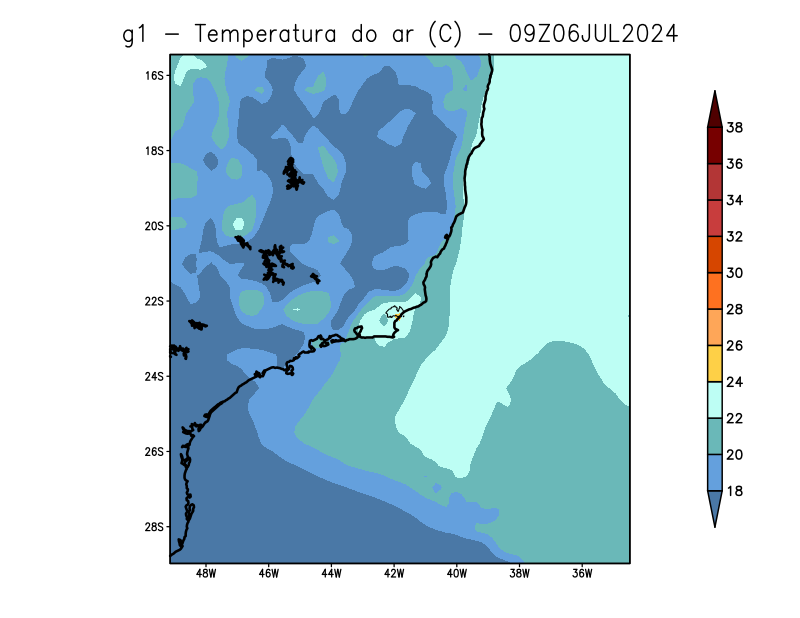 g1 – Temperatura do ar (C) – 09Z06JUL2024
16S
18S
20S
22S
24S
26S
28S
48W
46W
44W
42W
40W
38W
36W
38
36
34
32
30
28
26
24
22
20
18